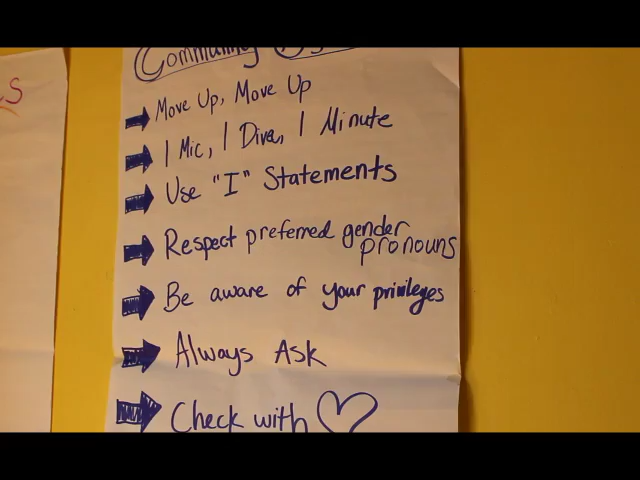 Community
Move Up, Move Up
1 Mic, 1 Diva, 1 Minute
Use "I" Statements
Respect preferred gender
pronouns
Be aware of your privileges
Always Ask
Check with